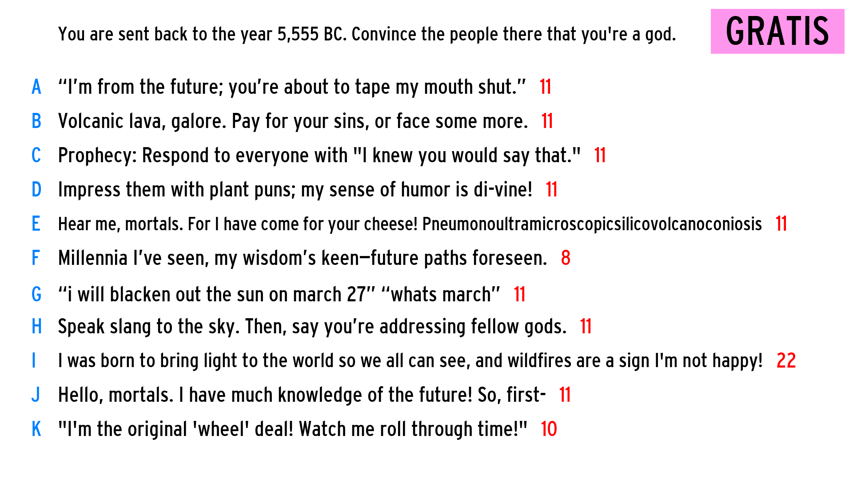 You are sent back to the year 5,555 BC. Convince the people there that you're a god.
GRATIS
A “I’m from the future; you’re about to tape my mouth shut.” 11
B Volcanic lava, galore. Pay for your sins, or face some more. 11
C Prophecy: Respond to everyone with "I knew you would say that." 11
D Impress them with plant puns; my sense of humor is di-vine! 11
E Hear me, mortals. For I have come for your cheese! Pneumonoultramicroscopicsilicovolcanoconiosis 11
F Millennia I’ve seen, my wisdom’s keen—future paths foreseen. 8
G “i will blacken out the sun on march 27” “whats march” 11
H Speak slang to the sky. Then, say you’re addressing fellow gods. 11
I I was born to bring light to the world so we all can see, and wildfires are a sign I'm not happy! 22
J Hello, mortals. I have much knowledge of the future! So, first- 11
K "I'm the original 'wheel' deal! Watch me roll through time!" 10